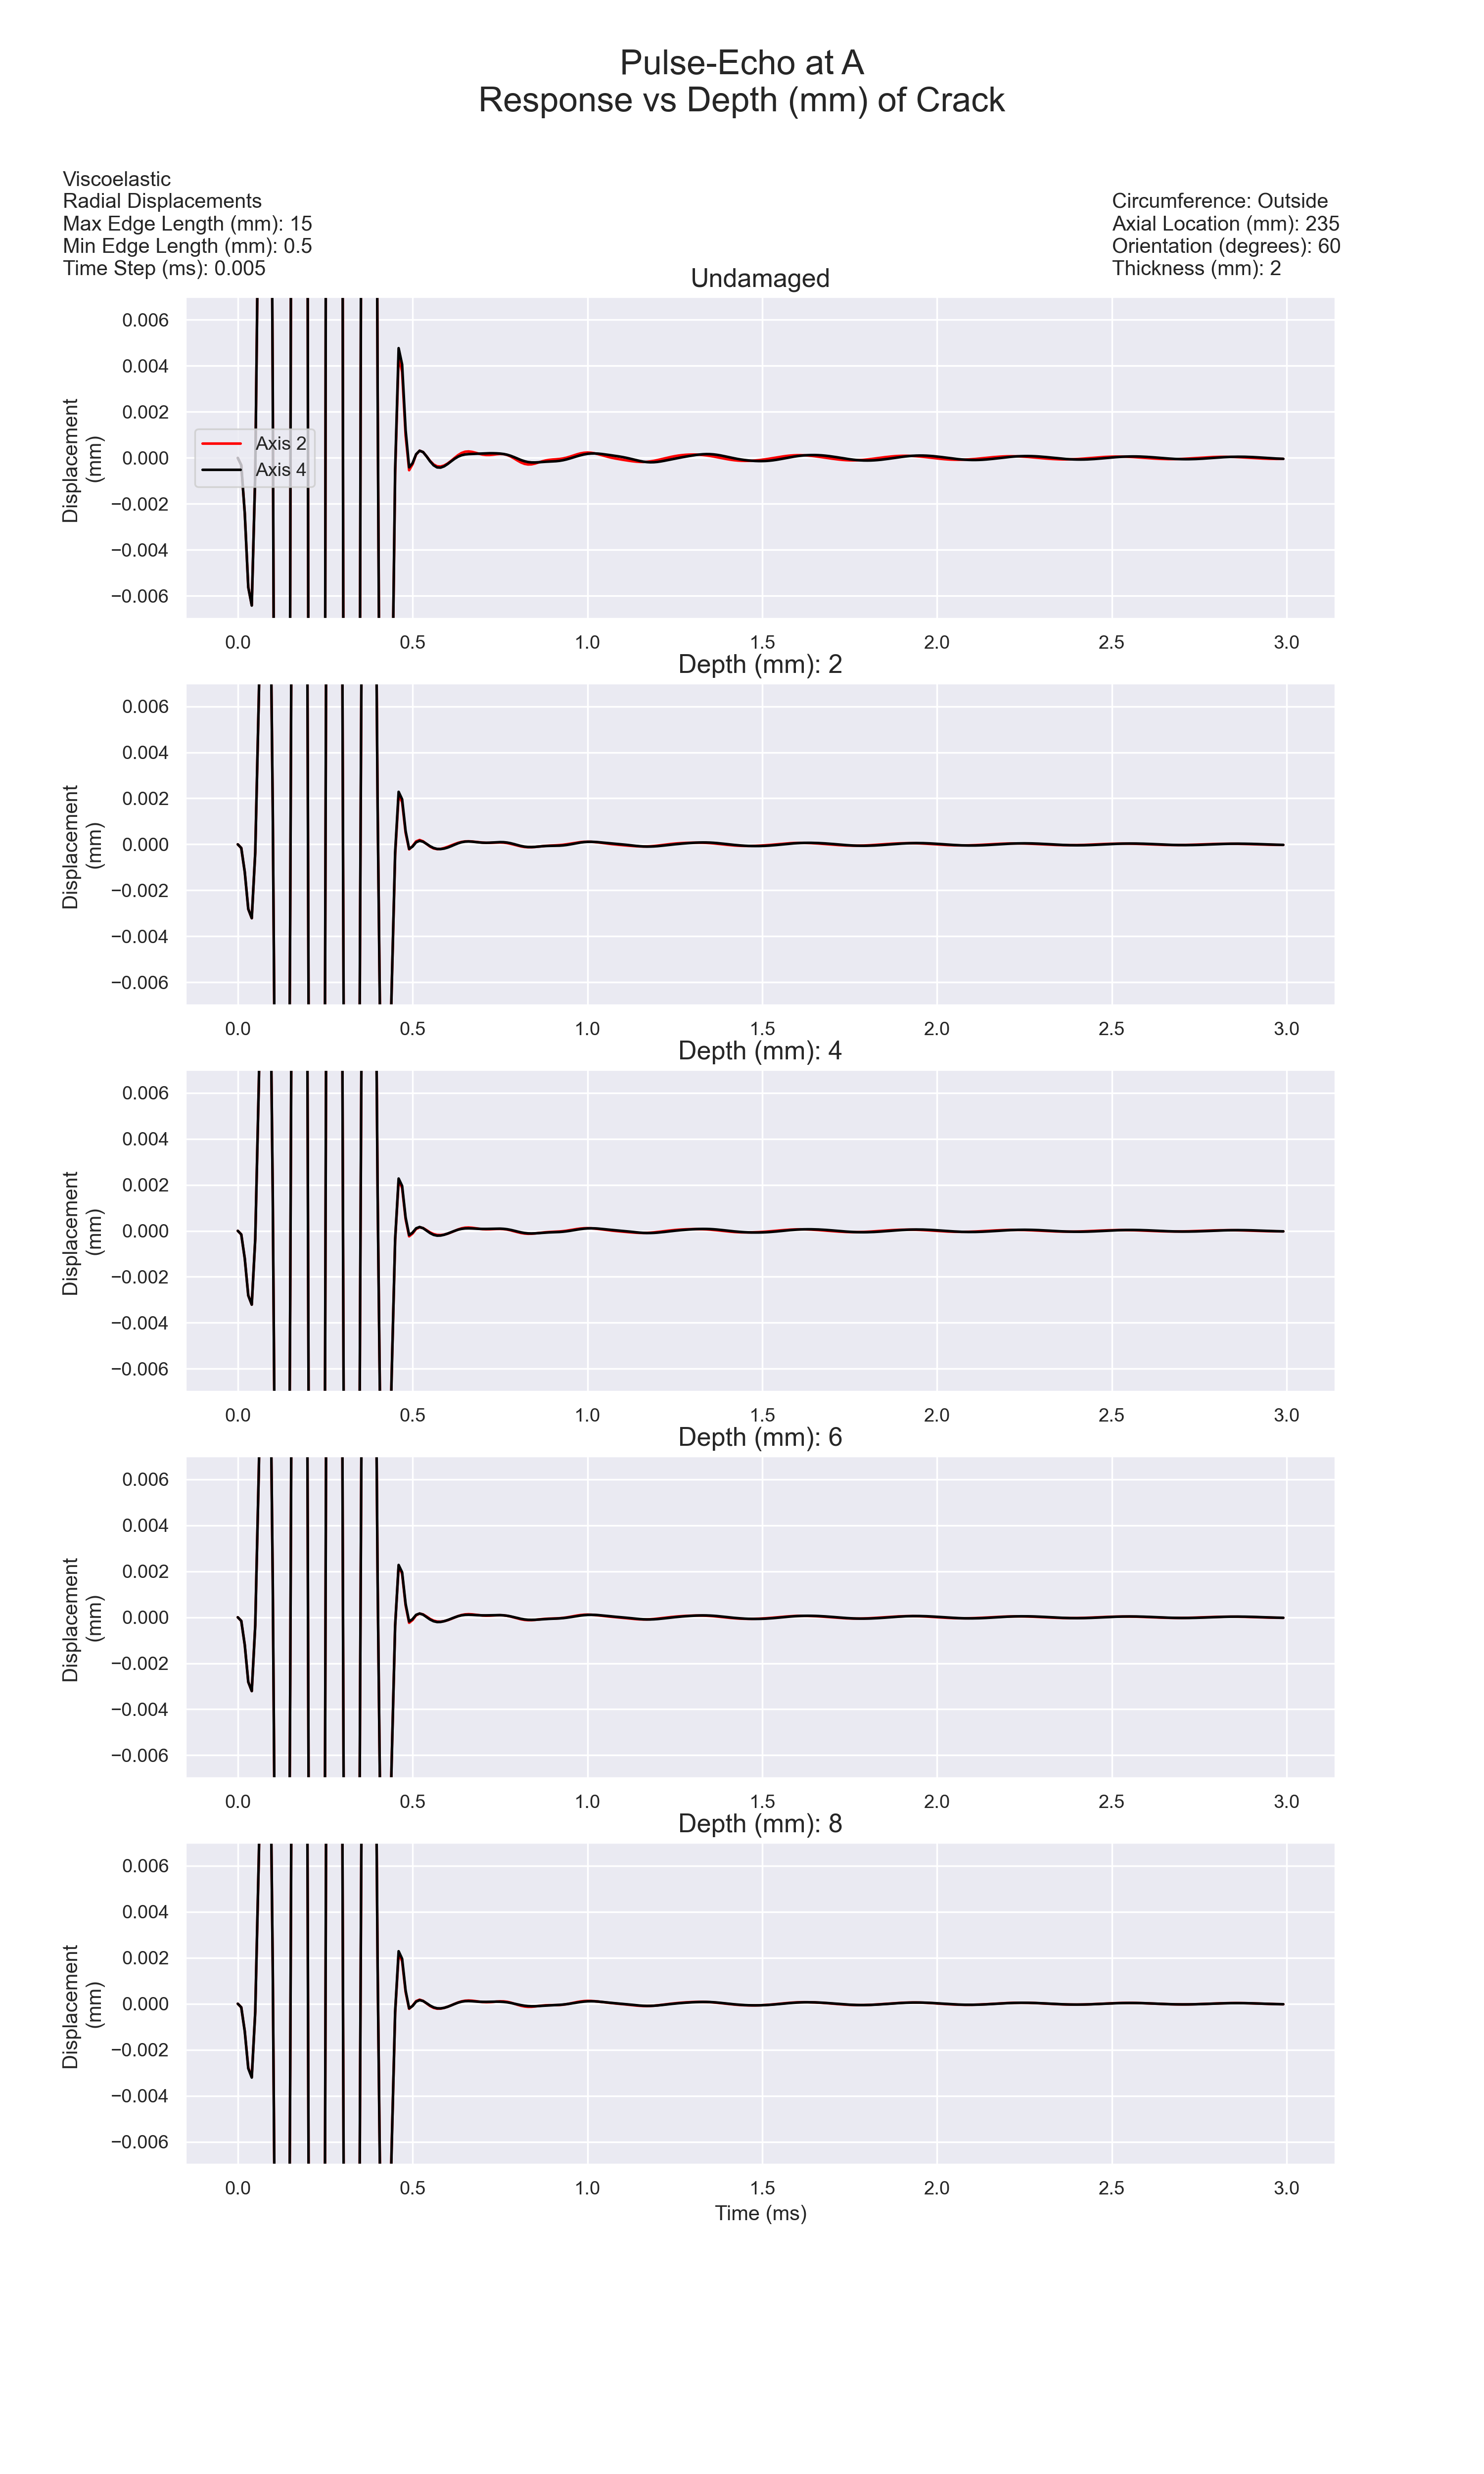 Pulse-Echo at A
Response vs Depth (mm) of Crack
Viscoelastic
Radial Displacements
Max Edge Length (mm): 15
Min Edge Length (mm): 0.5
Time Step (ms): 0.005
Circumference: Outside
Axial Location (mm): 235
Orientation (degrees): 60
Thickness (mm): 2
Undamaged
Displacement
(mm)
0.006
0.004
0.002
0.000
−0.002
−0.004
−0.006
Axis 2
Axis 4
0.0 0.5 1.0 1.5 2.0 2.5 3.0
Depth (mm): 2
Displacement
(mm)
0.006
0.004
0.002
0.000
−0.002
−0.004
−0.006
0.0 0.5 1.0 1.5 2.0 2.5 3.0
Depth (mm): 4
Displacement
(mm)
0.006
0.004
0.002
0.000
−0.002
−0.004
−0.006
0.0 0.5 1.0 1.5 2.0 2.5 3.0
Depth (mm): 6
Displacement
(mm)
0.006
0.004
0.002
0.000
−0.002
−0.004
−0.006
0.0 0.5 1.0 1.5 2.0 2.5 3.0
Depth (mm): 8
Displacement
(mm)
0.006
0.004
0.002
0.000
−0.002
−0.004
−0.006
0.0 0.5 1.0 1.5 2.0 2.5 3.0
Time (ms)